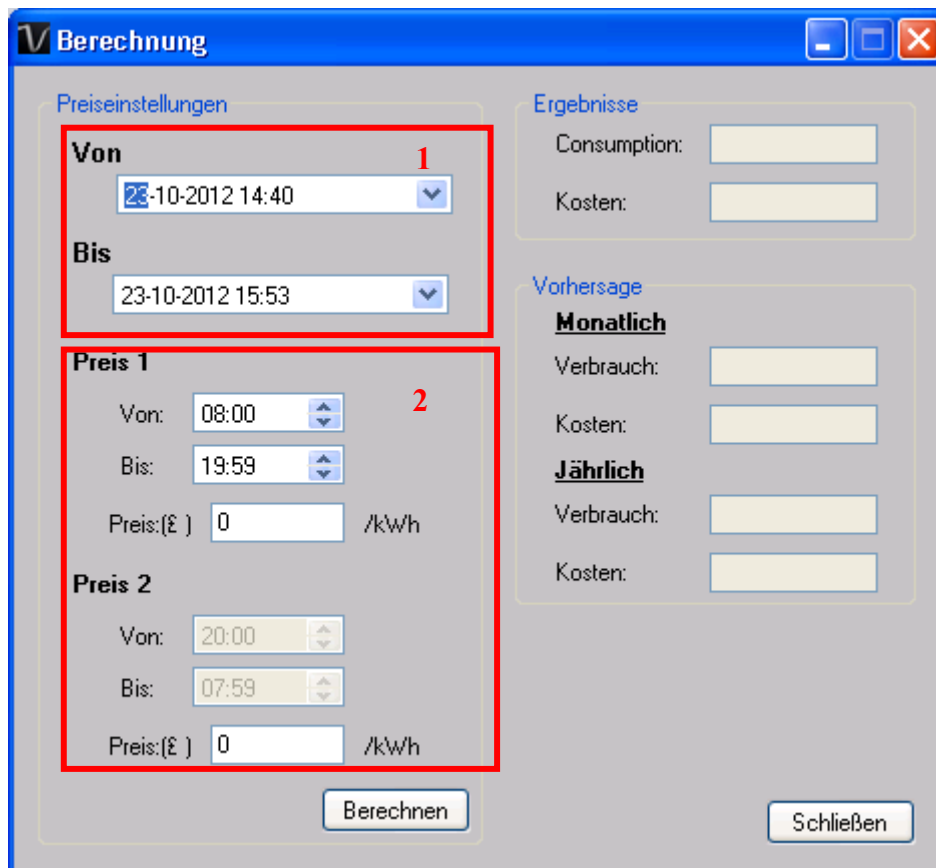 Berechnung
Preiseinstellungen
Von
1
23-10-2012 14:40
Bis
23-10-2012 15:53
Preis 1
2
Von: 08:00
Bis: 19:59
Preis:(£ ) 0 /kWh
Preis 2
Von: 20:00
Bis: 07:59
Preis:(£ ) 0 /kWh
Berechnen
Ergebnisse
Consumption:
Kosten:
Vorhersage
Monatlich
Verbrauch:
Kosten:
Jährlich
Verbrauch:
Kosten:
Schließen